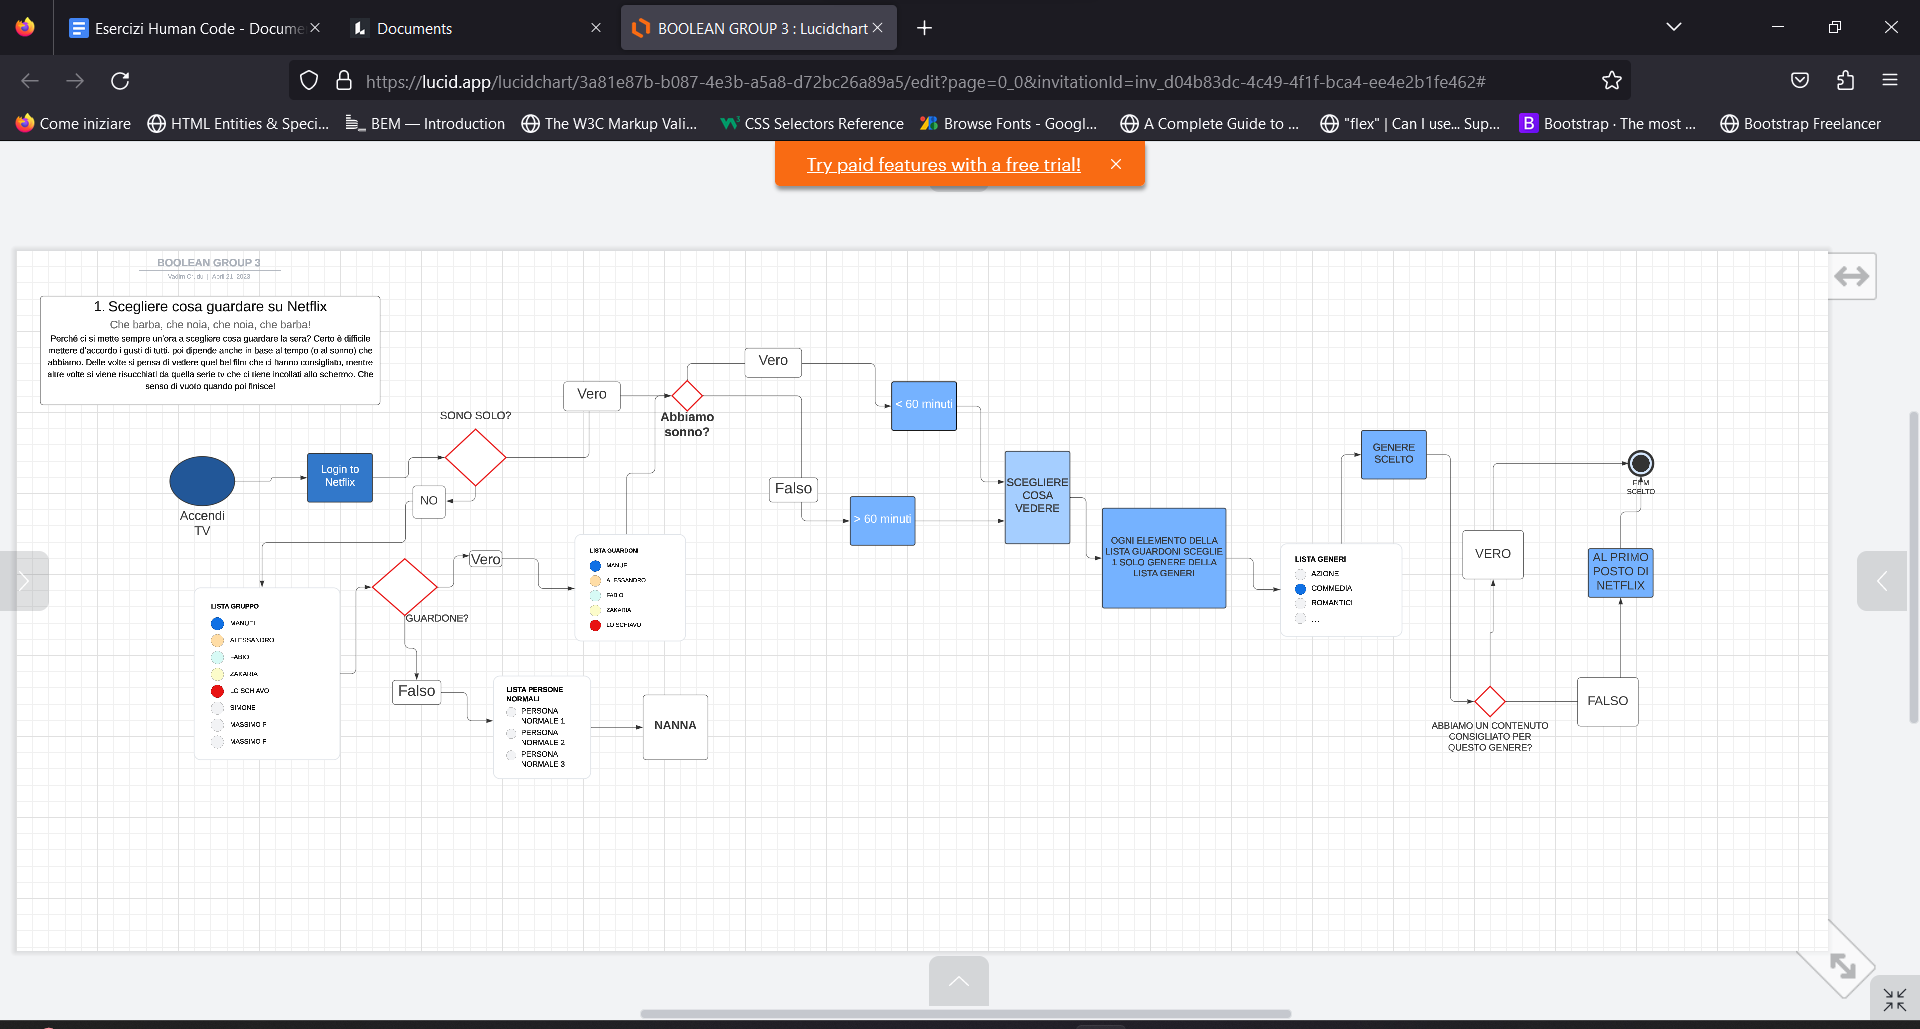 Esercizi Human Code - Docume
Documents
BOOLEAN GROUP 3 : Lucidchart
https://lucid.app/lucidchart/3a81e87b-b087-4e3b-a5a8-d72bc26a89a5/edit?page=0_0&invitationId=inv_d04b83dc-4c49-4f1f-bca4-ee4e2b1fe462#
Come iniziare
HTML Entities & Speci...
BEM — Introduction
The W3C Markup Vali...
CSS Selectors Reference
Browse Fonts - Googl...
A Complete Guide to ...
"flex" | Can I use... Sup...
B Bootstrap · The most ...
Bootstrap Freelancer
Try paid features with a free trial!
BOOLEAN GROUP 3
April 21, 2023
1. Scegliere cosa guardare su Netflix
Che barba, che noia, che noia, che barba!
Perché ci si mette sempre un'ora a scegliere cosa guardare la sera? Certo è difficile
mettere d'accordo i gusti di tutti, poi dipende anche in base al tempo (o al sonno) che
abbiamo. Delle volte si pensa di vedere quel bel film che ci hanno consigliato, mentre
altre volte si viene risucchiati da quella serie tv che ci tiene incollati allo schermo. Che
senso di vuoto quando poi finisce!
Accendi
TV
Login to
Netflix
SONO SOLO?
Vero
NO
LISTA GRUPPO
MANUEL
ALESSANDRO
FABIO
ZAKARIA
LO SCHIAVO
SIMONE
MASSIMO F
MASSIMO P
GUARDONE?
Vero
Falso
LISTA GUARDONI
MANUEL
ALESSANDRO
FABIO
ZAKARIA
LO SCHIAVO
LISTA PERSONE
NORMALI
PERSONA
NORMALE 1
PERSONA
NORMALE 2
PERSONA
NORMALE 3
NANNA
Abbiamo
sonno?
Vero
Falso
< 60 minuti
> 60 minuti
SCEGLIERE
COSA
VEDERE
OGNI ELEMENTO DELLA
LISTA GUARDONI SCEGLIE
1 SOLO GENERE DELLA
LISTA GENERI
LISTA GENERI
AZIONE
COMMEDIA
ROMANTICI
...
GENERE
SCELTO
ABBIAMO UN CONTENUTO
CONSIGLIATO PER
QUESTO GENERE?
VERO
FALSO
AL PRIMO
POSTO DI
NETFLIX
FILM
SCELTO